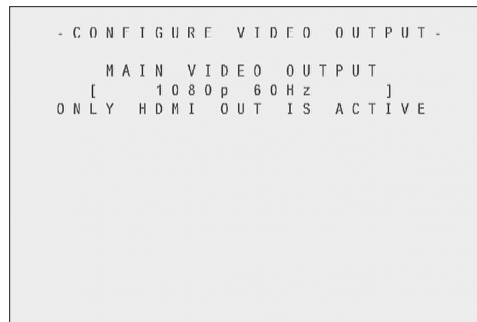 -CONFIGURE VIDEO OUTPUT-
MAIN VIDEO OUTPUT
[ 1080p 60Hz ]
ONLY HDMI OUT IS ACTIVE